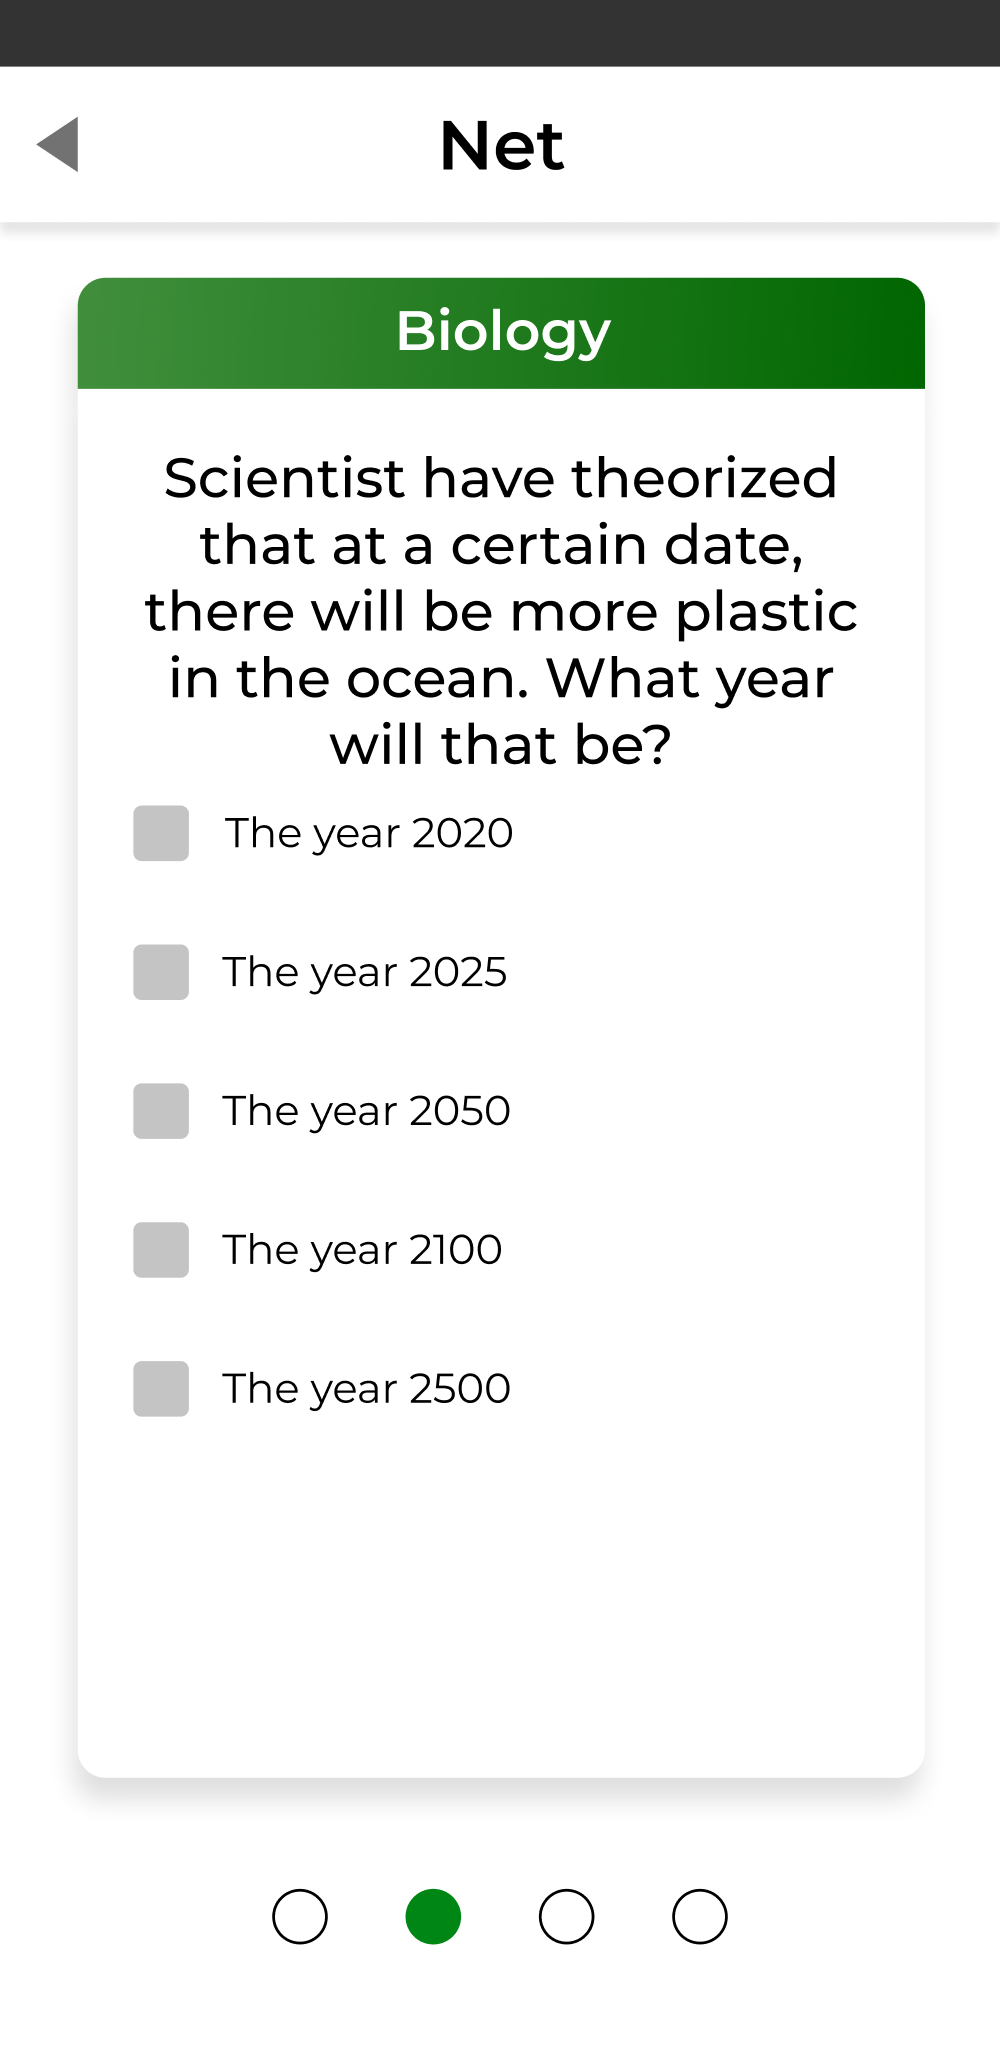 Net
Biology
Scientist have theorized
that at a certain date,
there will be more plastic
in the ocean. What year
will that be?
The year 2020
The year 2025
The year 2050
The year 2100
The year 2500